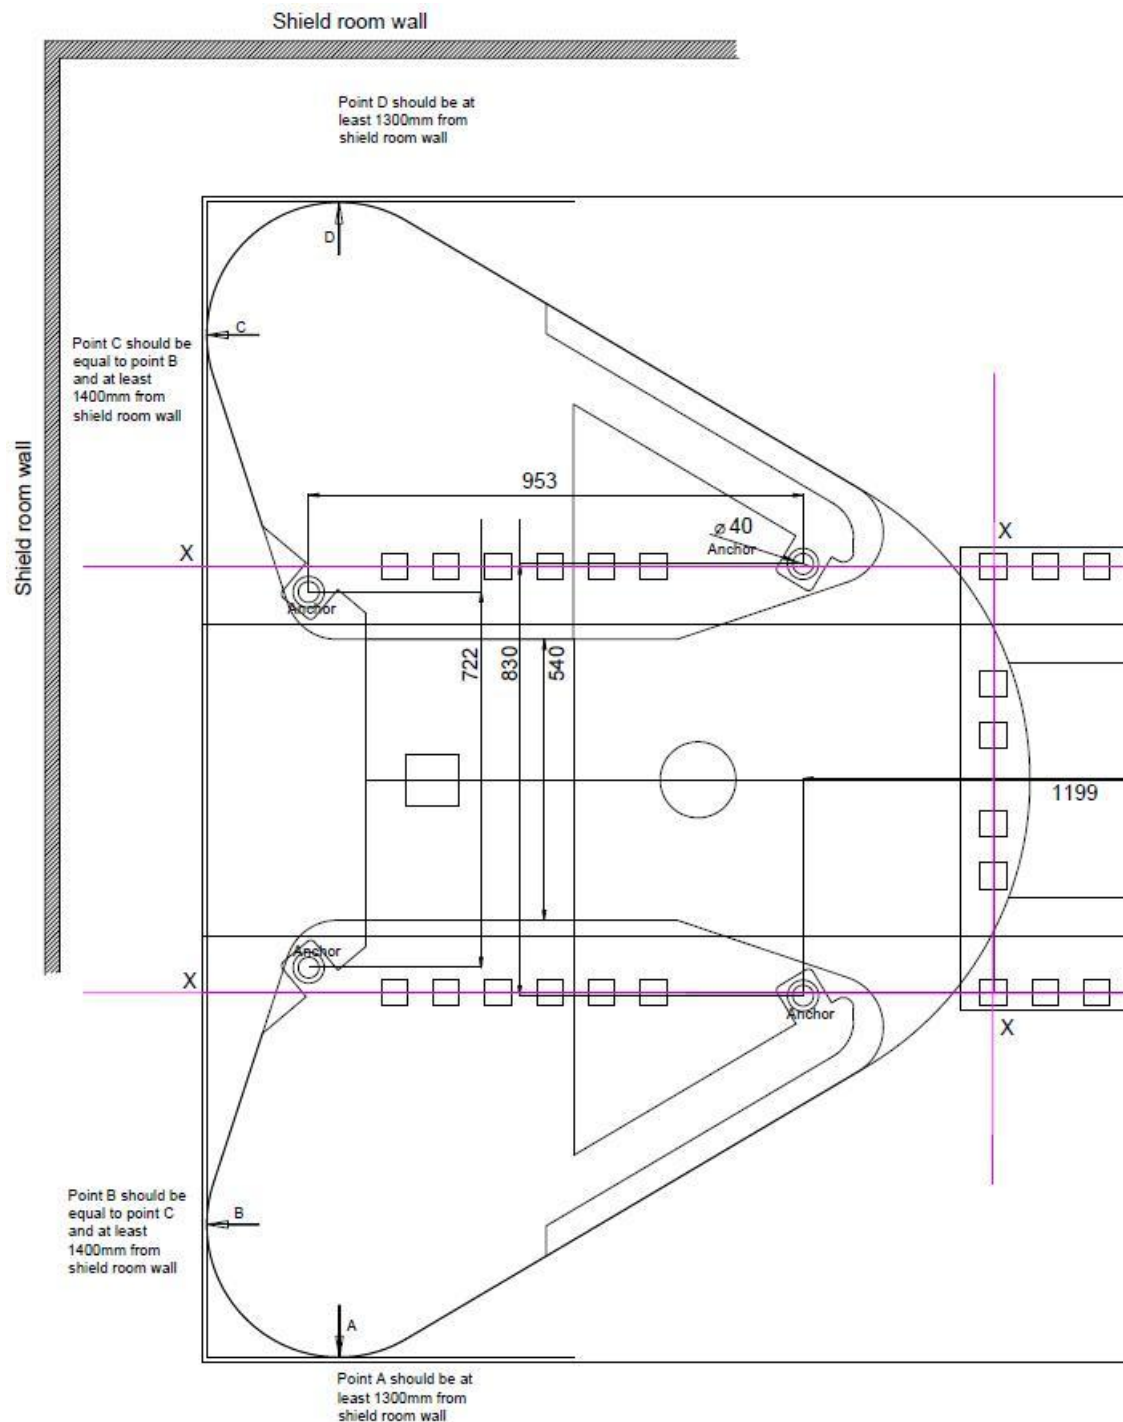 Shield room wall
Point D should be at
least 1300mm from
shield room wall
D
C
Point C should be
equal to point B
and at least
1400mm from
shield room wall
Shield room wall
953
⌀ 40
Anchor
X
X
Anchor
722
830
540
1199
Anchor
X
Anchor
X
Point B should be
equal to point C
and at least
1400mm from
shield room wall
B
A
Point A should be at
least 1300mm from
shield room wall